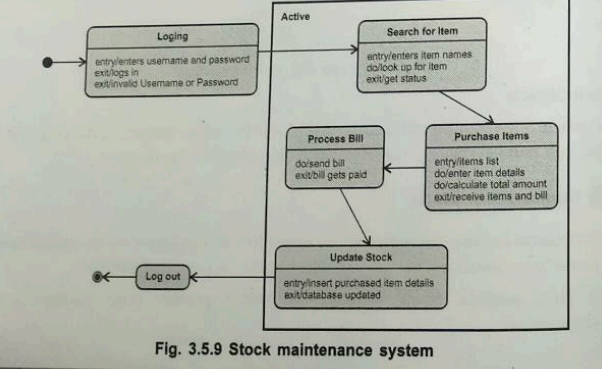 Active
Loging
entry/enters username and password
exit/logs in
exit/invalid Username or Password
Search for Item
entry/enters item names
do/look up for item
exit/get status
Process Bill
do/send bill
exit/bill gets paid
Purchase Items
entry/items list
do/enter item details
do/calculate total amount
exit/receive items and bill
Update Stock
entry/insert purchased item details
exit/database updated
Log out
Fig. 3.5.9 Stock maintenance system